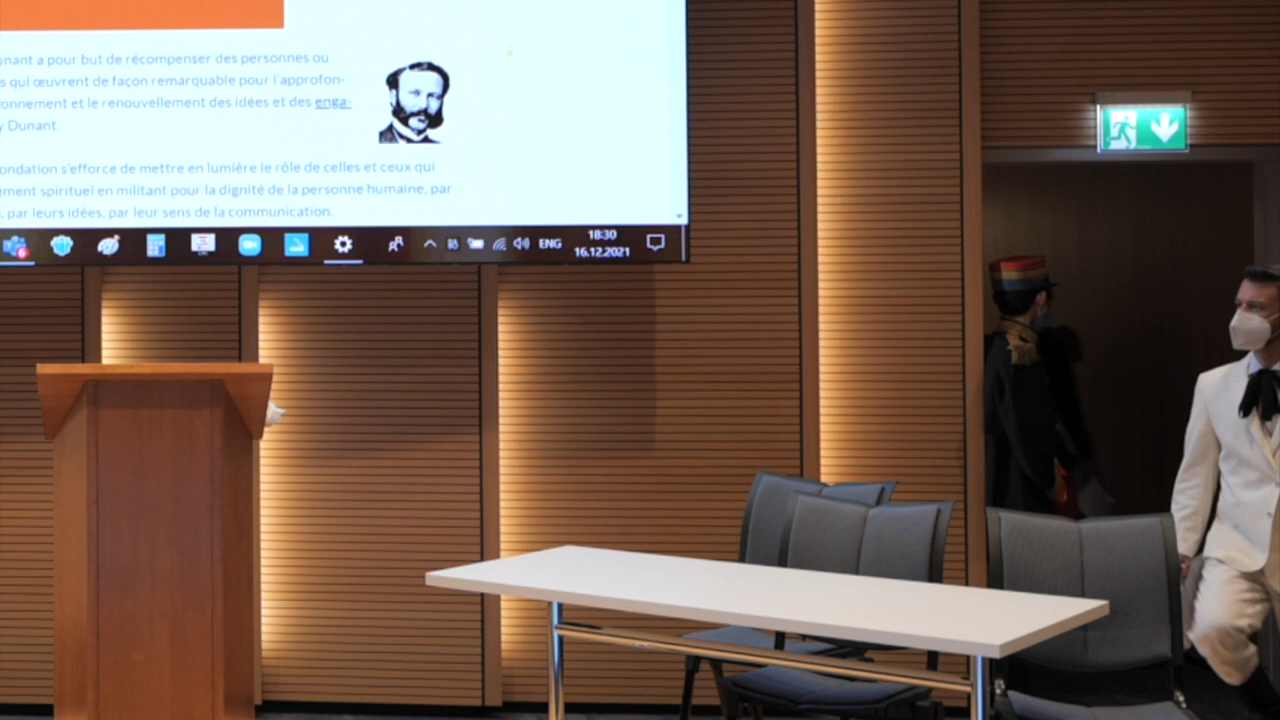 unant a pour but de récompenser des personnes ou
s qui œuvrent de façon remarquable pour l'approfon-
onnement et le renouvellement des idées et des enga-
y Dunant
ondation s'efforce de mettre en lumière le rôle de celles et ceux qui
ement spirituel en militant pour la dignité de la personne humaine, par
, par leurs idées, par leur sens de la communication.
ENG
18:30
16.12.2021